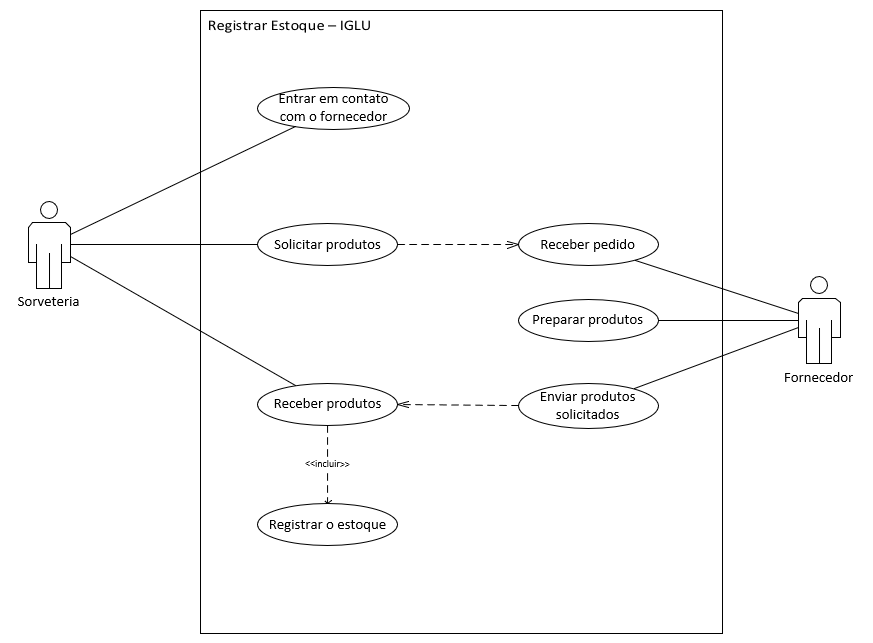 Registrar Estoque – IGLU
Entrar em contato
com o fornecedor
Solicitar produtos
Receber pedido
Sorveteria
Preparar produtos
Fornecedor
Receber produtos
Enviar produtos
solicitados
<<incluir>>
Registrar o estoque